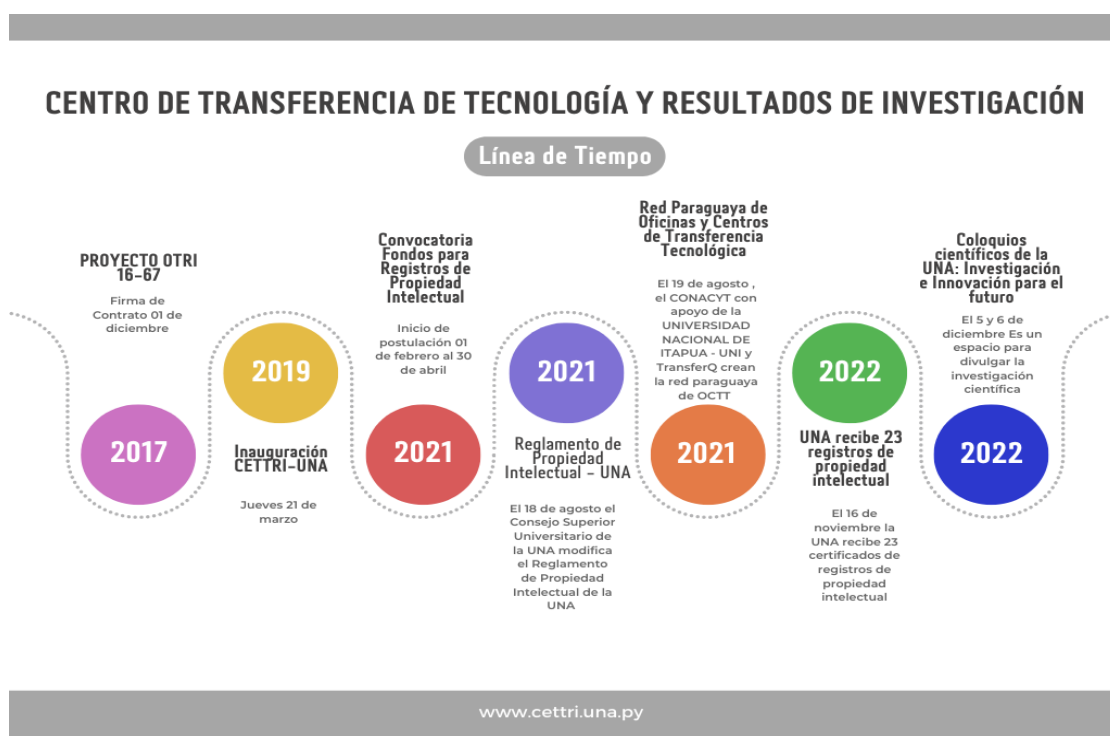 CENTRO DE TRANSFERENCIA DE TECNOLOGÍA Y RESULTADOS DE INVESTIGACIÓN
Línea de Tiempo
PROYECTO OTRI
16-67
Firma de
Contrato 01 de
diciembre
2017
2019
Inauguración
CETTRI-UNA
Jueves 21 de
marzo
Convocatoria
Fondos para
Registros de
Propiedad
Intelectual
Inicio de
postulación 01
de febrero al 30
de abril
2021
2021
Reglamento de
Propiedad
Intelectual - UNA
El 18 de agosto el
Consejo Superior
Universitario de
la UNA modifica
el Reglamento
de Propiedad
Intelectual de la
UNA
Red Paraguaya de
Oficinas y Centros
de Transferencia
Tecnológica
El 19 de agosto ,
el CONACYT con
apoyo de la
UNIVERSIDAD
NACIONAL DE
ITAPUA - UNI y
TransferQ crean
la red paraguaya
de OCTT
2021
2022
UNA recibe 23
registros de
propiedad
intelectual
El 16 de
noviembre la
UNA recibe 23
certificados de
registros de
propiedad
intelectual
Coloquios
científicos de la
UNA: Investigación
e Innovación para el
futuro
El 5 y 6 de
diciembre Es un
espacio para
divulgar la
investigación
científica
2022
www.cettri.una.py